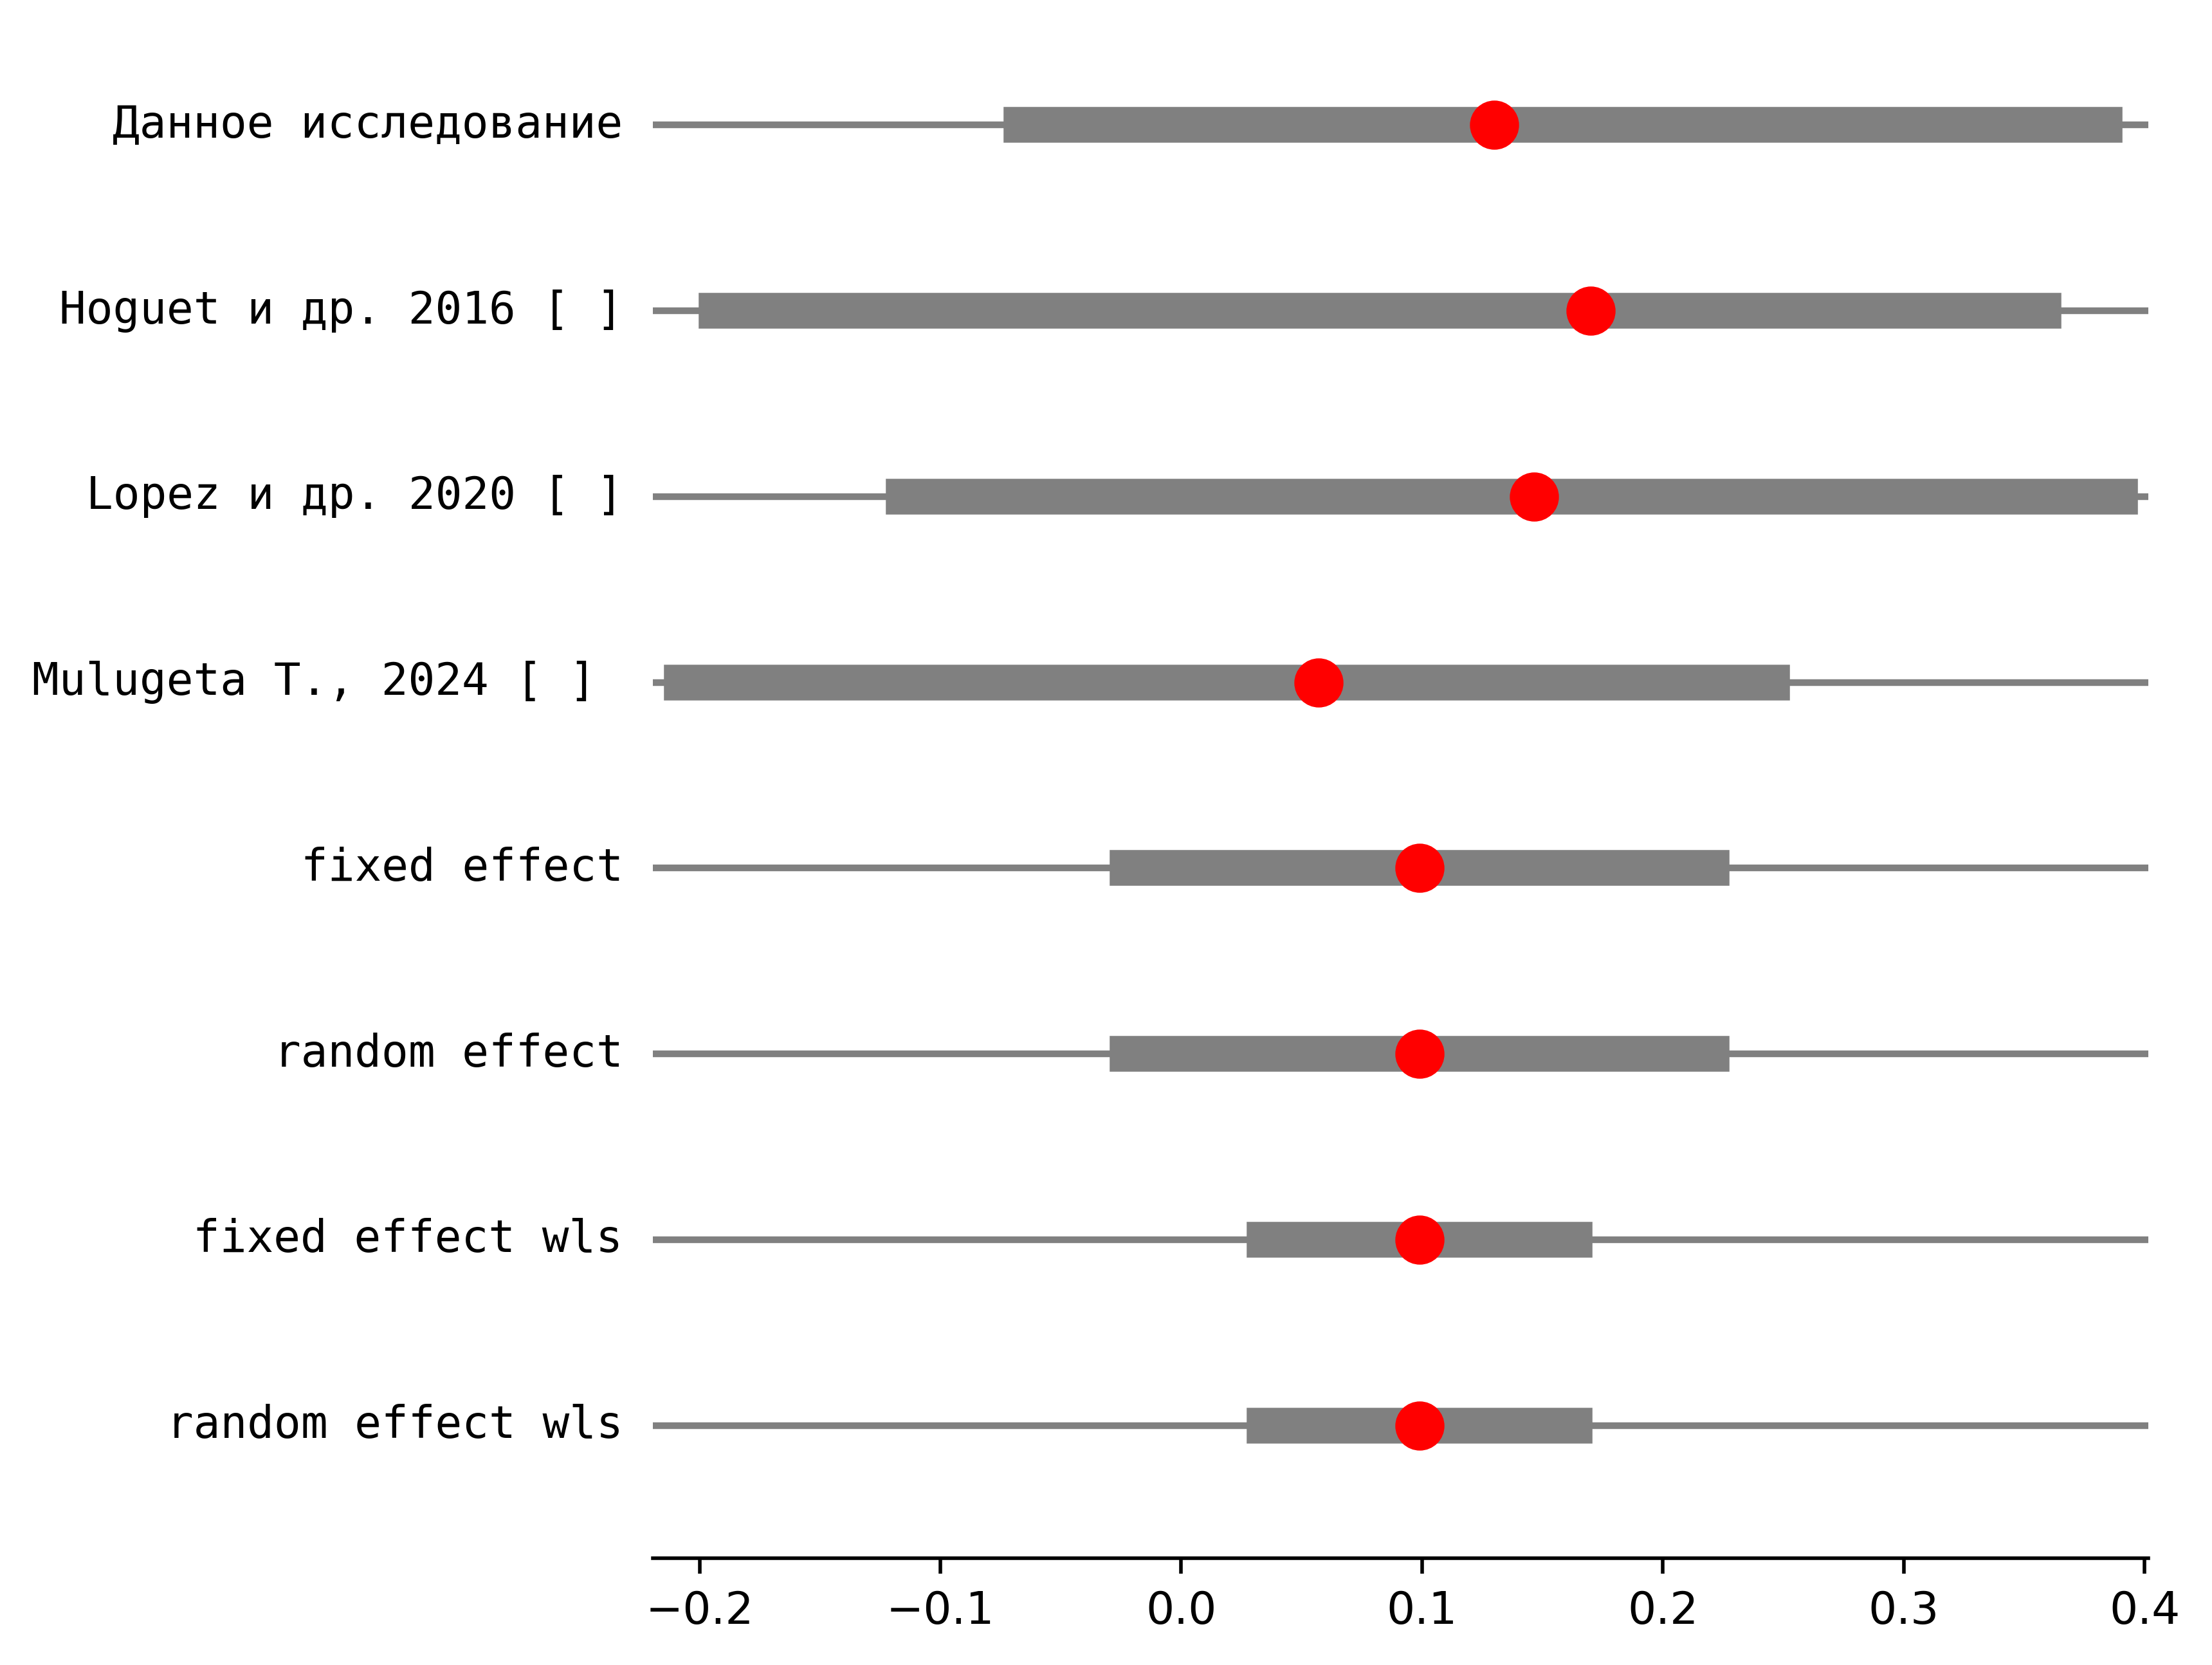 Данное исследование
Hoguet и др. 2016 [ ]
Lopez и др. 2020 [ ]
Mulugeta T., 2024 [ ]
fixed effect
random effect
fixed effect wls
random effect wls
−0.2 −0.1 0.0 0.1 0.2 0.3 0.4